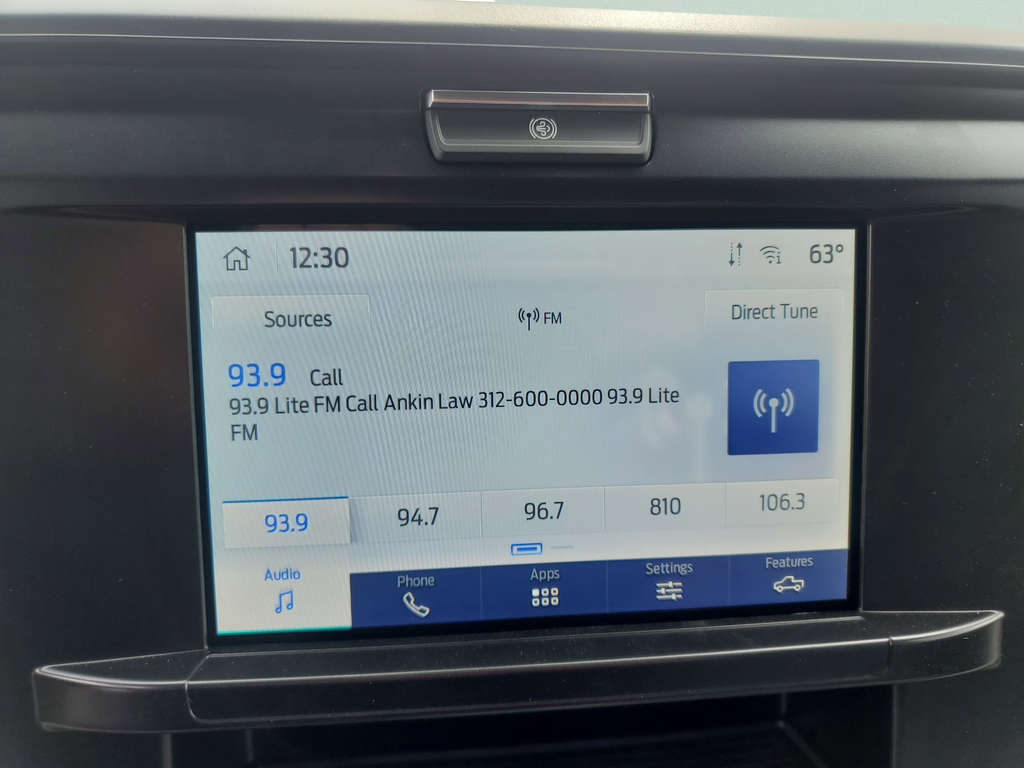 12:30 63°
Sources FM Direct Tune
93.9 Call
93.9 Lite FM Call Ankin Law 312-600-0000 93.9 Lite
FM
93.9 94.7 96.7 810 106.3
Audio Phone Apps Settings Features